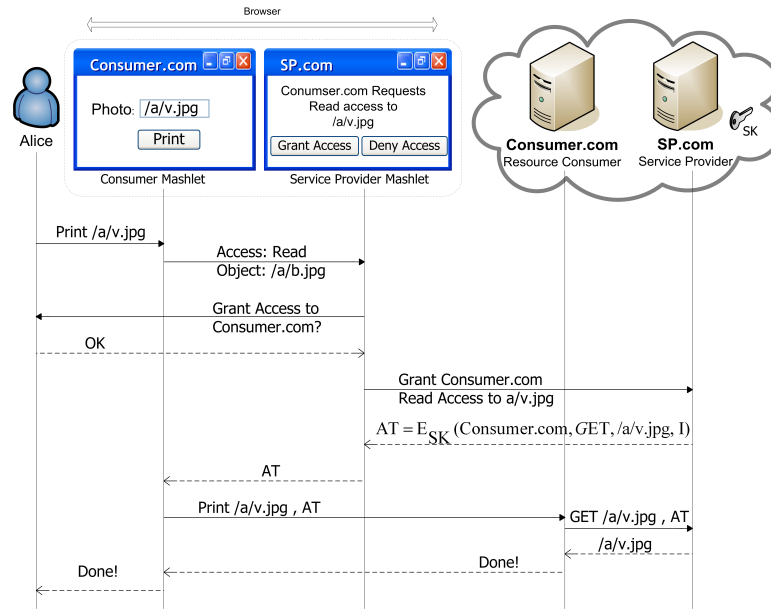 Browser
Consumer.com
SP.com
Photo: /a/v.jpg
Print
Conumser.com Requests
Read access to
/a/v.jpg
Grant Access
Deny Access
Alice
Consumer Mashlet
Service Provider Mashlet
Consumer.com
Resource Consumer
SP.com
Service Provider
SK
Print /a/v.jpg
Access: Read
Object: /a/b.jpg
Grant Access to
Consumer.com?
OK
Grant Consumer.com
Read Access to a/v.jpg
AT = E_SK (Consumer.com, GET, /a/v.jpg, I)
AT
Print /a/v.jpg , AT
GET /a/v.jpg , AT
/a/v.jpg
Done!
Done!